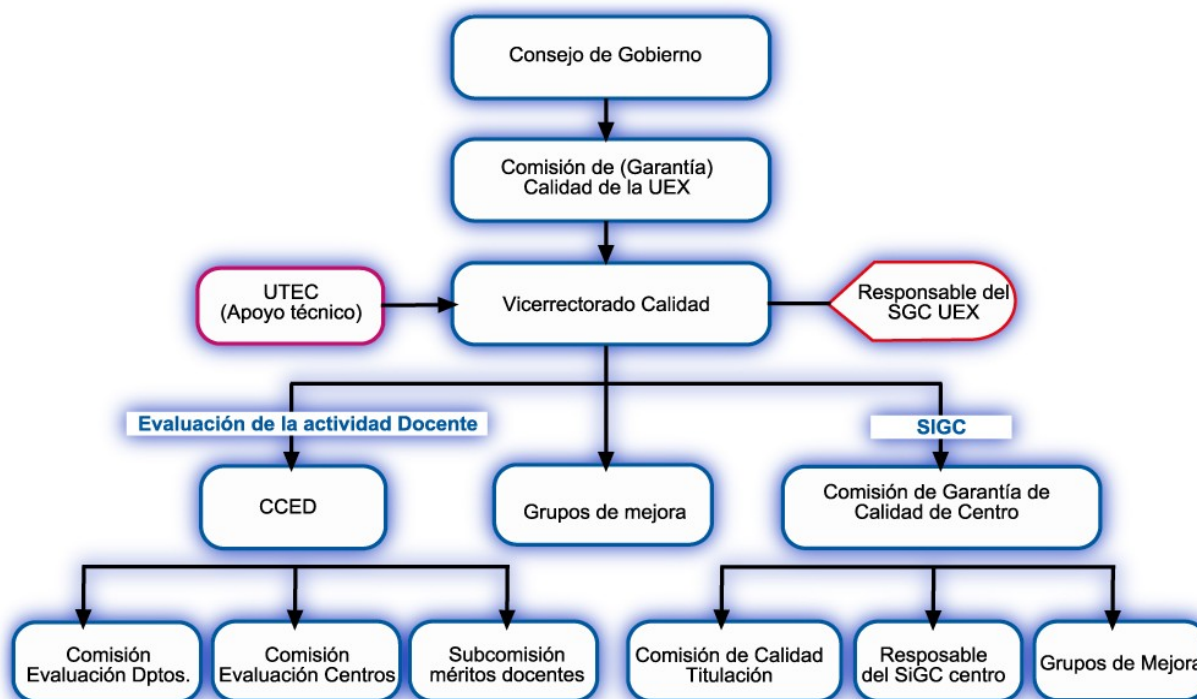 Consejo de Gobierno
Comisión de (Garantía)
Calidad de la UEX
UTEC
(Apoyo técnico)
Vicerrectorado Calidad
Responsable del
SGC UEX
Evaluación de la actividad Docente
SIGC
CCED
Grupos de mejora
Comisión de Garantía de
Calidad de Centro
Comisión
Evaluación Dptos.
Comisión
Evaluación Centros
Subcomisión
méritos docentes
Comisión de Calidad
Titulación
Resposable
del SiGC centro
Grupos de Mejora